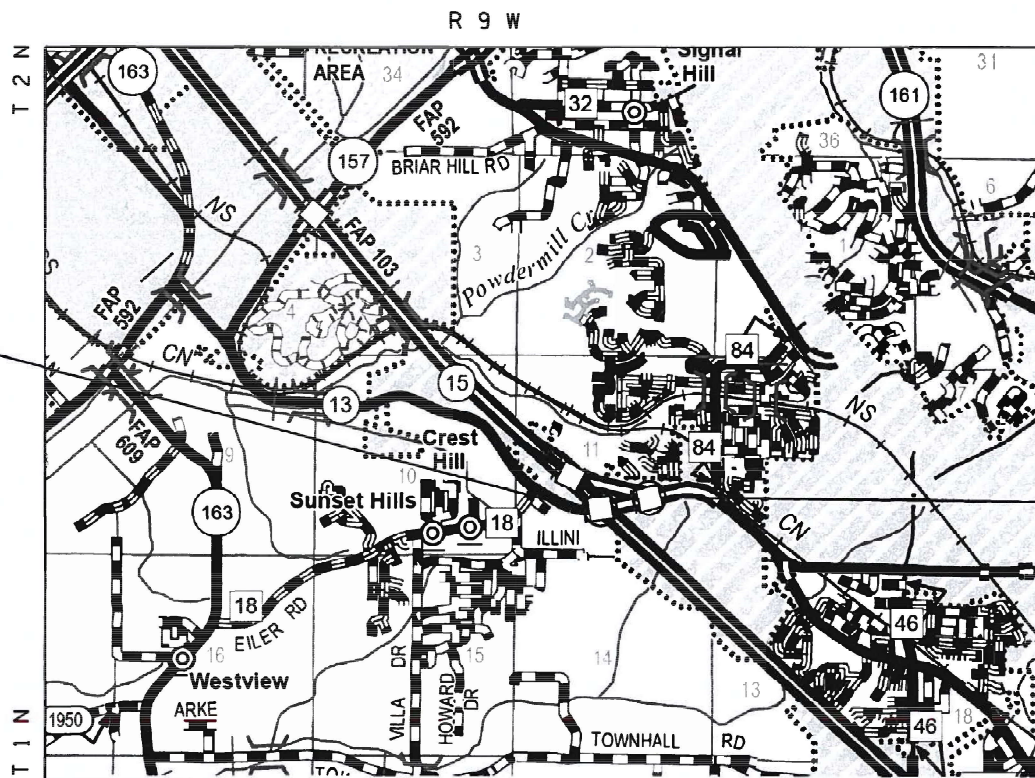 R 9 W
T 2 N
RECREATION
AREA
34
Signal
Hill
31
163
161
32
FAP
592
157
BRIAR HILL RD
36
6
NS
FAP 103
3
Powdermill Cr
2
1
4
FAP
592
CN
84
15
13
NS
FAP
609
Crest
Hill
11
84
9
10
Sunset Hills
163
18
ILLINI
CN
18
EILER RD
46
16
15
14
Westview
VILLA DR
HOWARD
DR
13
1950
ARKE
18
46
TOWNHALL RD
T 1 N